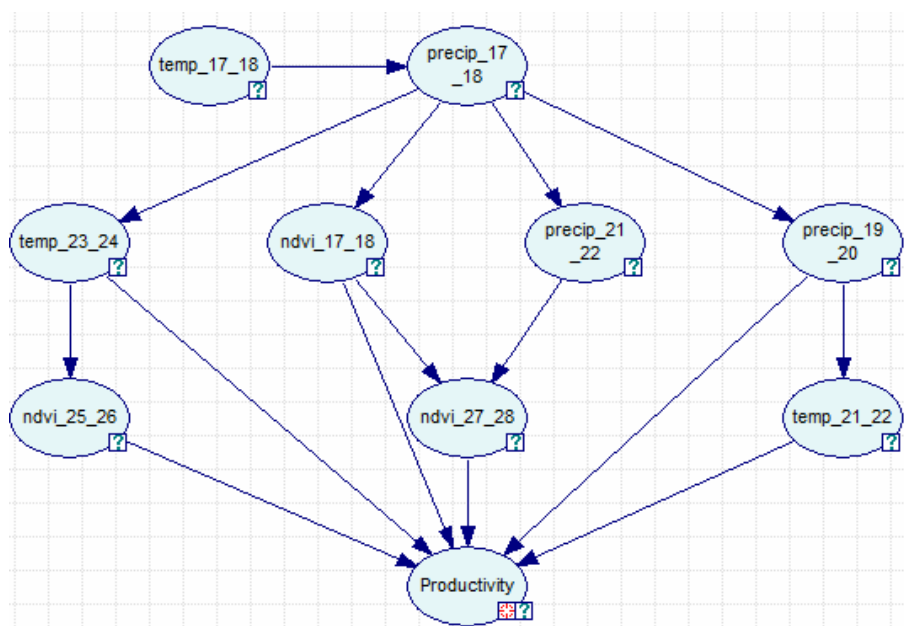 temp_17_18
precip_17
_18
?
?
temp_23_24
ndvi_17_18
precip_21
_22
precip_19
_20
?
?
?
?
ndvi_25_26
ndvi_27_28
temp_21_22
?
?
?
Productivity
?